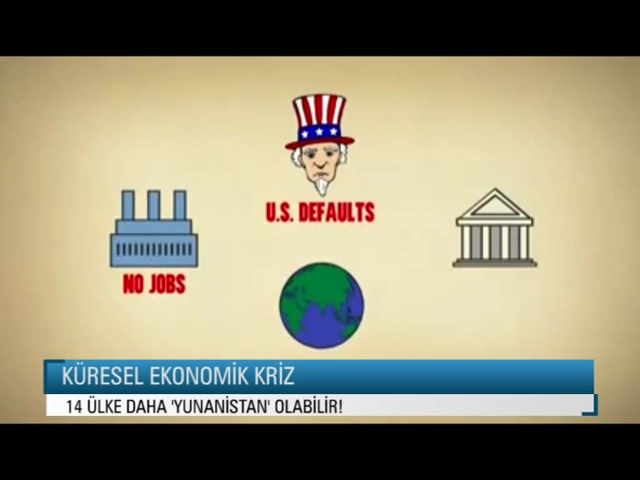 U.S. DEFAULTS
NO JOBS
KÜRESEL EKONOMİK KRİZ
14 ÜLKE DAHA 'YUNANİSTAN' OLABİLİR!